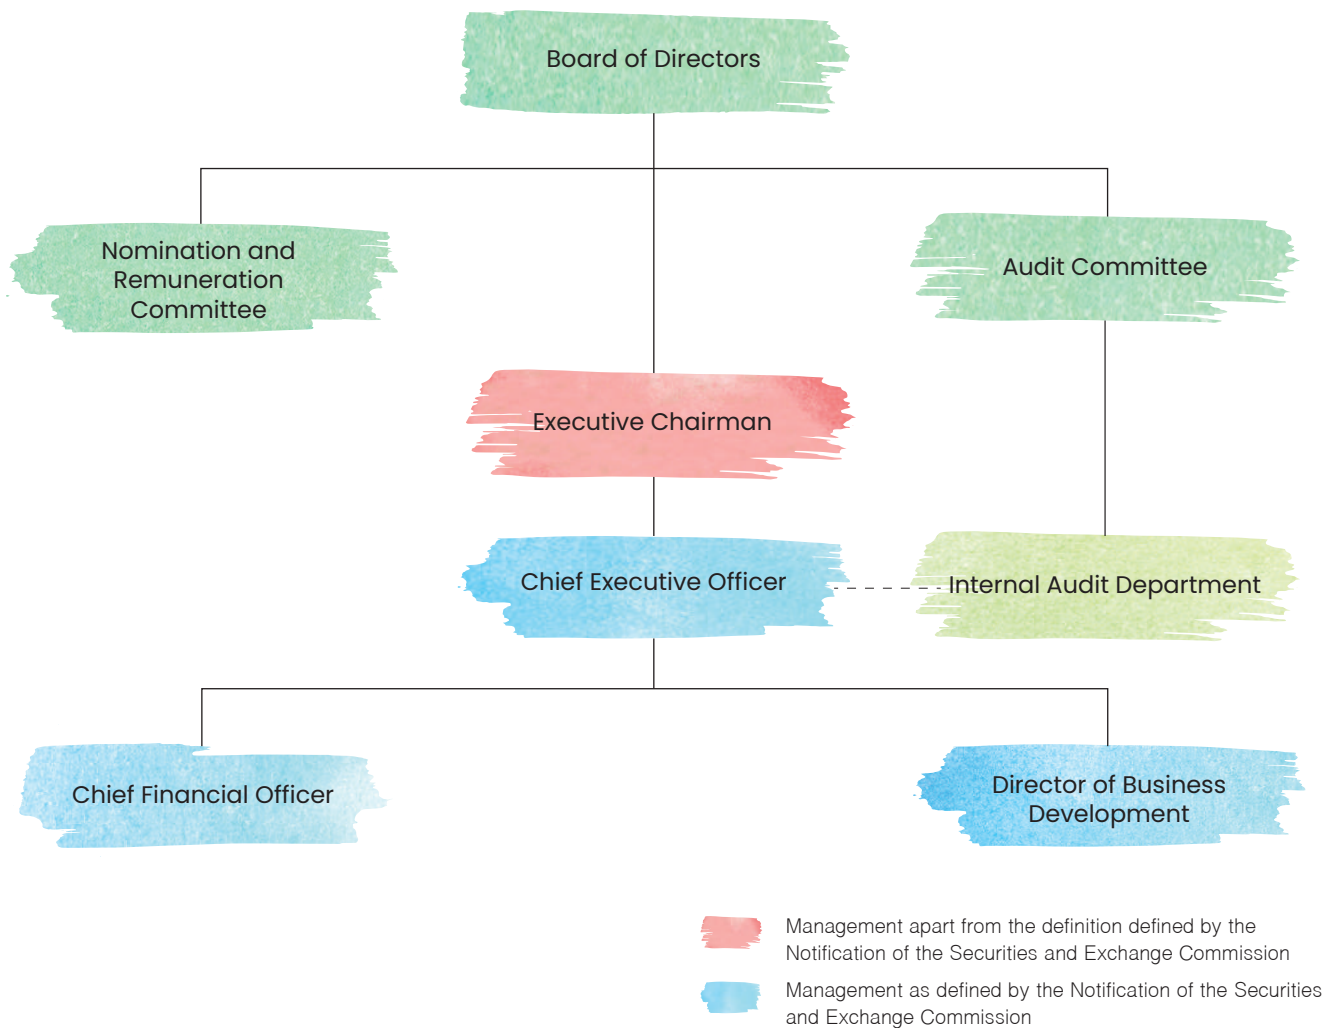 Board of Directors
Nomination and
Remuneration
Committee
Audit Committee
Executive Chairman
Chief Executive Officer
Internal Audit Department
Chief Financial Officer
Director of Business
Development
Management apart from the definition defined by the
Notification of the Securities and Exchange Commission
Management as defined by the Notification of the Securities
and Exchange Commission